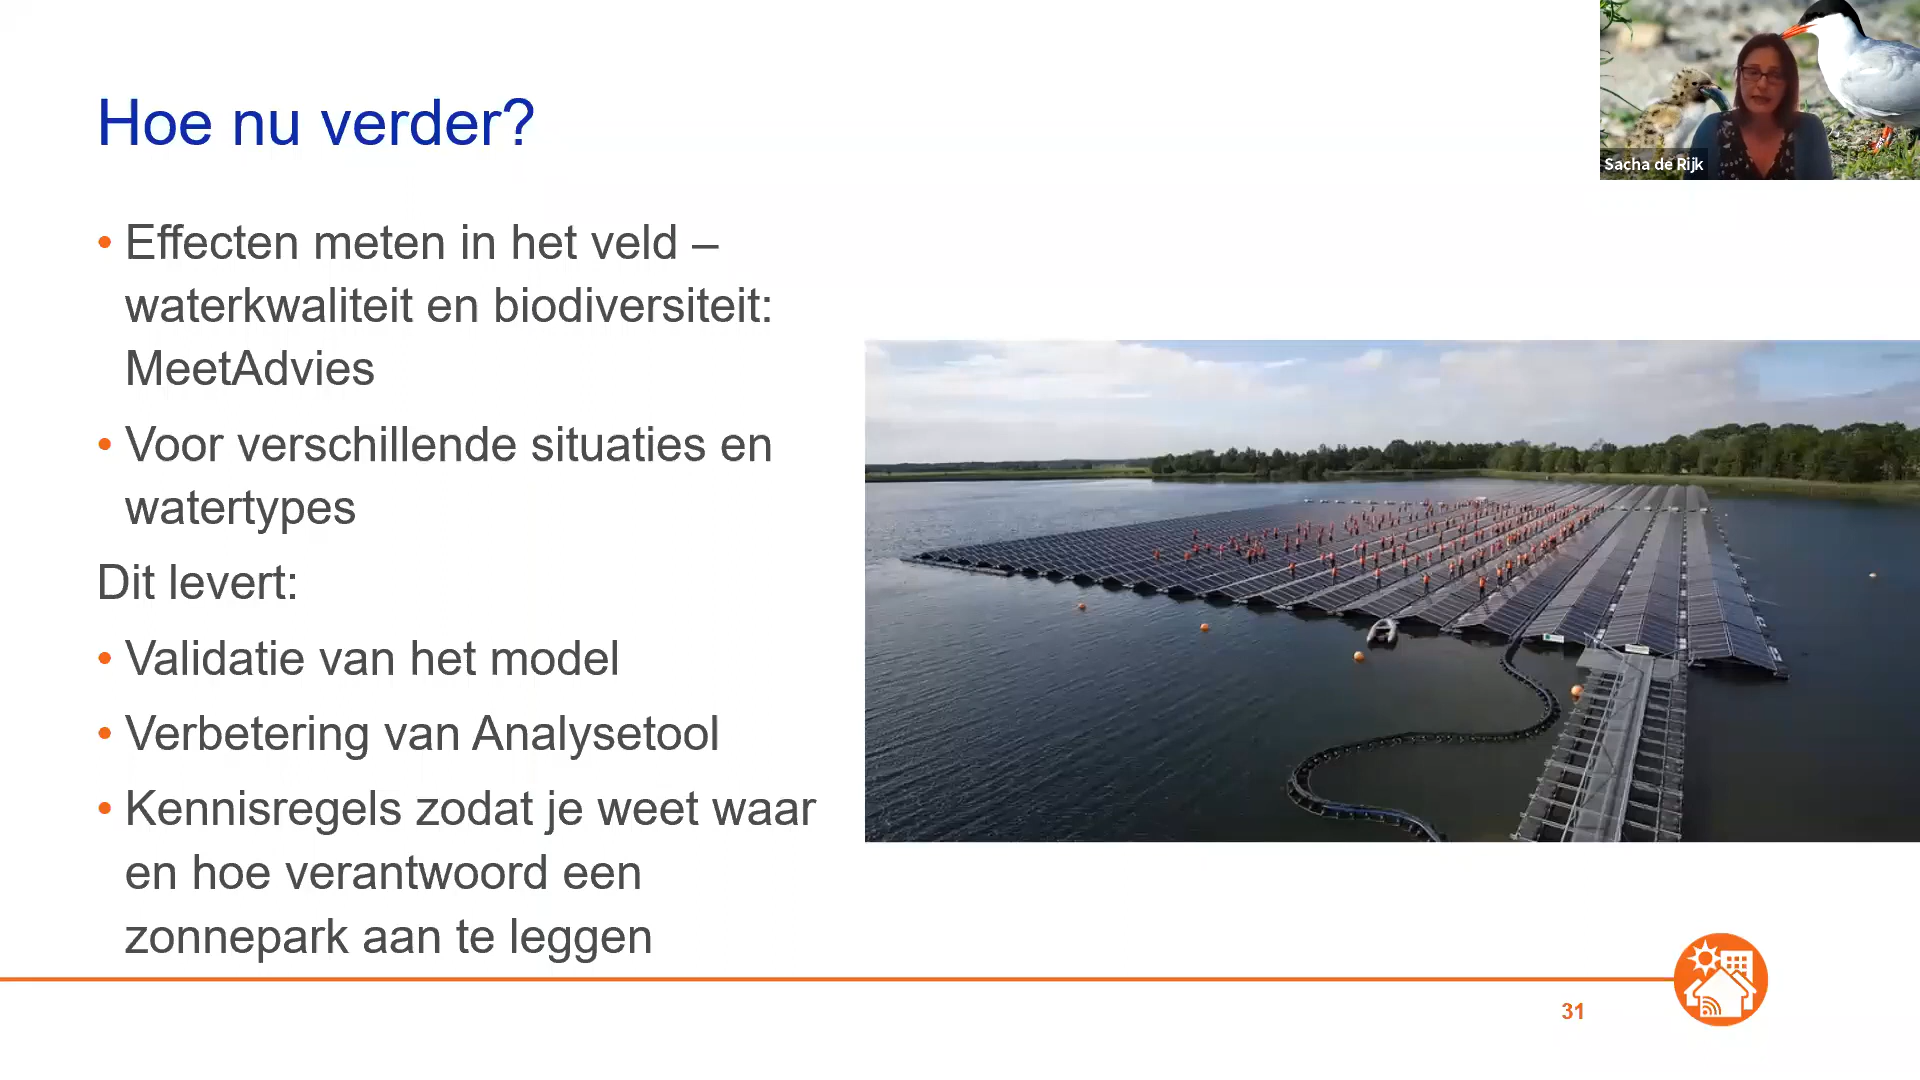 Hoe nu verder?
Sacha de Rijk
• Effecten meten in het veld –
waterkwaliteit en biodiversiteit:
MeetAdvies
• Voor verschillende situaties en
watertypes
Dit levert:
• Validatie van het model
• Verbetering van Analysetool
• Kennisregels zodat je weet waar
en hoe verantwoord een
zonnepark aan te leggen
31